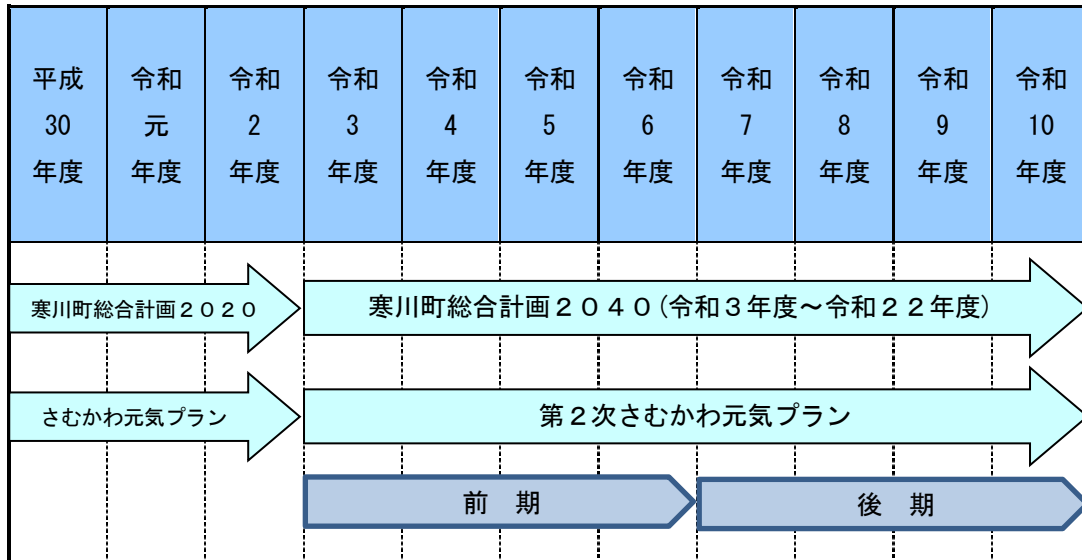 平成
30
年度
令和
元
年度
令和
2
年度
令和
3
年度
令和
4
年度
令和
5
年度
令和
6
年度
令和
7
年度
令和
8
年度
令和
9
年度
令和
10
年度
寒川町総合計画２０２０
寒川町総合計画２０４０(令和３年度～令和２２年度)
さむかわ元気プラン
第２次さむかわ元気プラン
前　期
後　期